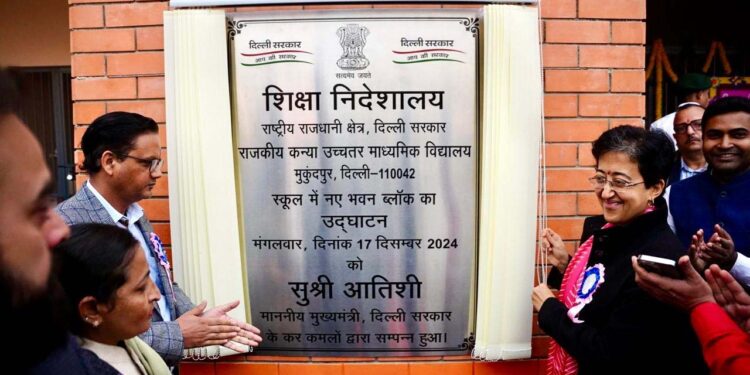 दिल्ली सरकार
आप की सरकार
सत्यमेव जयते
दिल्ली सरकार
आप की सरकार
शिक्षा निदेशालय
राष्ट्रीय राजधानी क्षेत्र, दिल्ली सरकार
राजकीय कन्या उच्चतर माध्यमिक विद्यालय
मुकुंदपुर, दिल्ली-110042
स्कूल में नए भवन ब्लॉक का
उद्घाटन
मंगलवार, दिनांक 17 दिसम्बर 2024
को
सुश्री आतिशी
माननीय मुख्यमंत्री, दिल्ली सरकार
के कर कमलों द्वारा सम्पन्न हुआ।